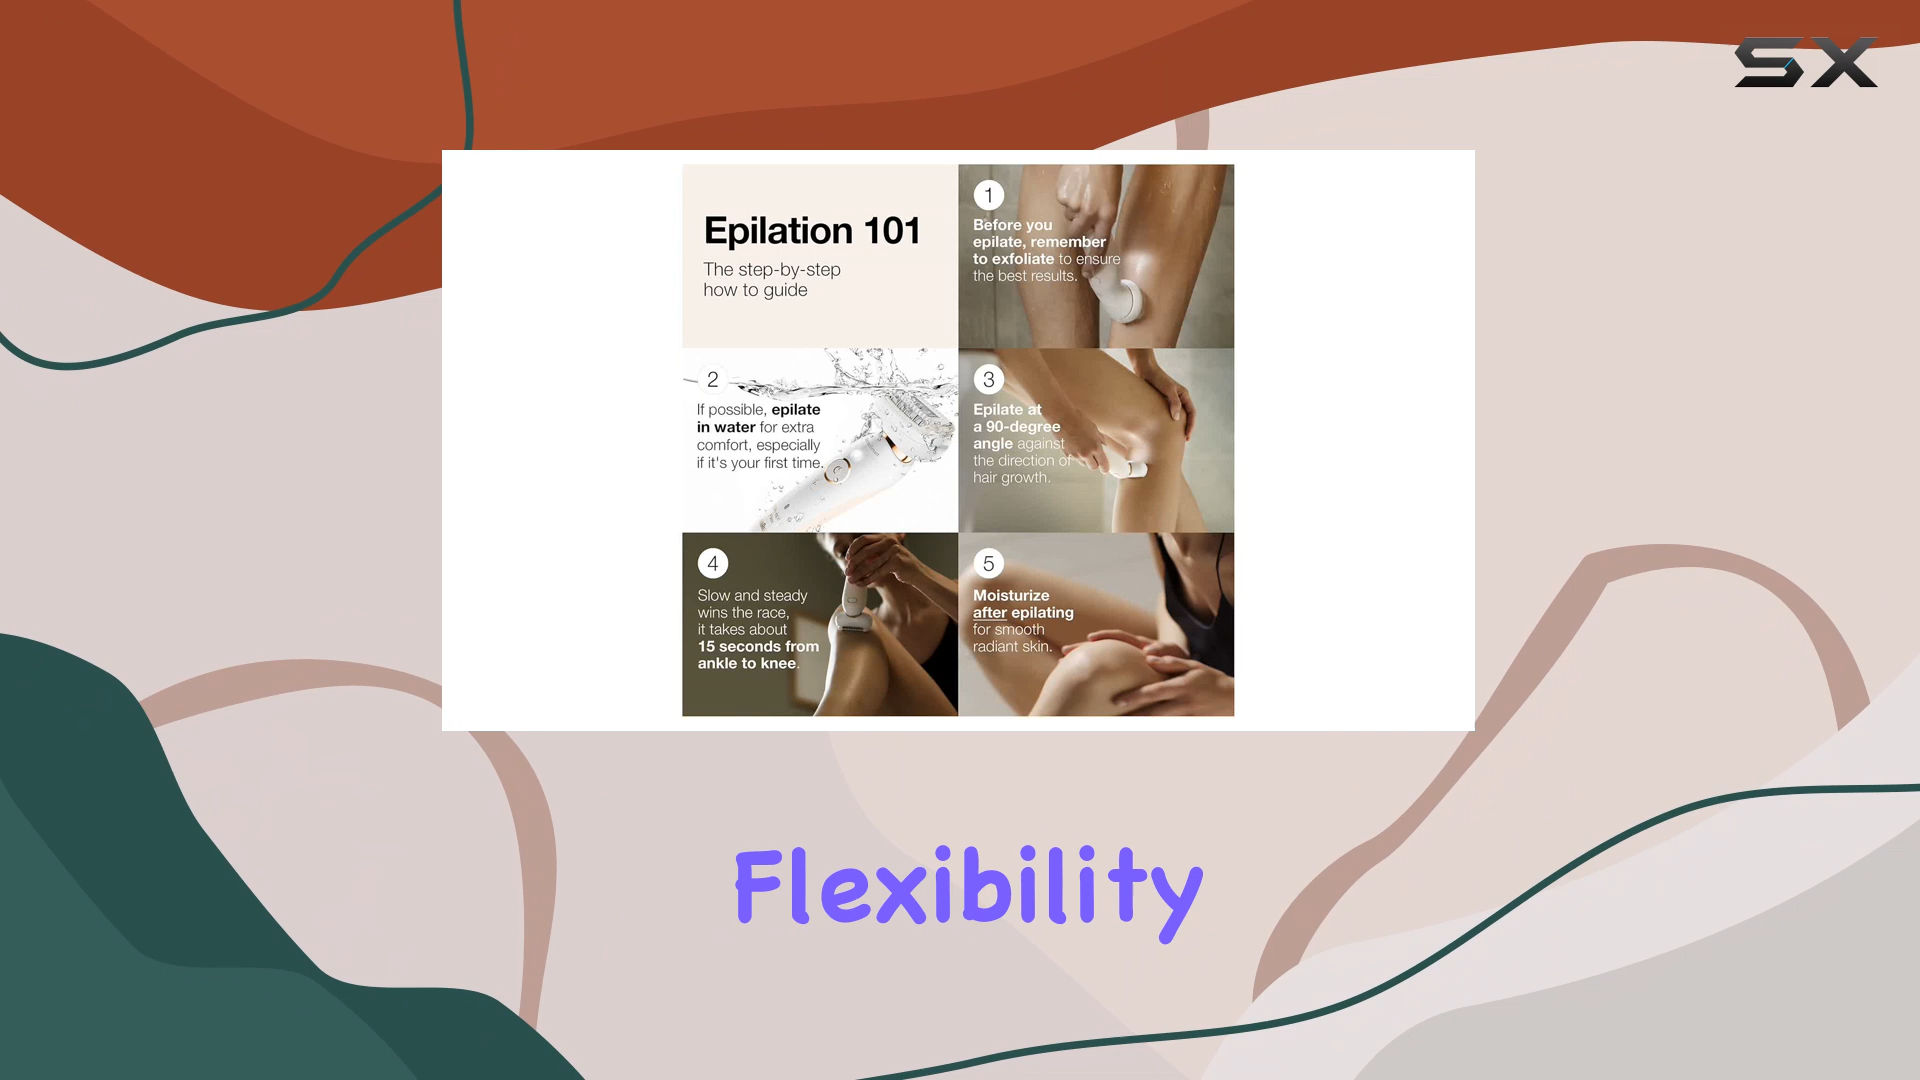 SX
Epilation 101
The step-by-step
how to guide
1
Before you
epilate, remember
to exfoliate to ensure
the best results.
2
If possible, epilate
in water for extra
comfort, especially
if it's your first time.
3
Epilate at
a 90-degree
angle against
the direction of
hair growth.
4
Slow and steady
wins the race,
it takes about
15 seconds from
ankle to knee.
5
Moisturize
after epilating
for smooth
radiant skin.
Flexibility